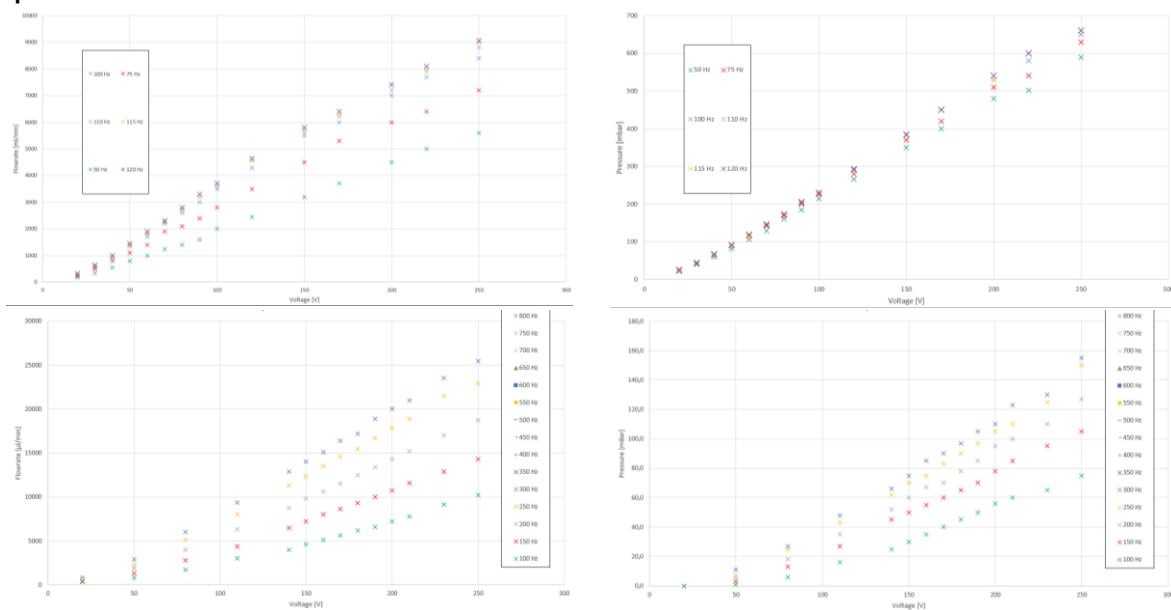 10000
9000
8000
7000
6000
5000
4000
3000
2000
1000
0
Flowrate [ml/min]
100 Hz 75 Hz
110 Hz 115 Hz
50 Hz 120 Hz
0 50 100 150 200 250 300
Voltage [V]
700
600
500
400
300
200
100
0
Pressure [mbar]
50 Hz 75 Hz
100 Hz 110 Hz
115 Hz 120 Hz
0 50 100 150 200 250 300
Voltage [V]
30000
25000
20000
15000
10000
5000
0
Flowrate [µl/min]
800 Hz
750 Hz
700 Hz
650 Hz
600 Hz
550 Hz
500 Hz
450 Hz
400 Hz
350 Hz
300 Hz
250 Hz
200 Hz
150 Hz
100 Hz
0 50 100 150 200 250 300
Voltage [V]
180,0
160,0
140,0
120,0
100,0
80,0
60,0
40,0
20,0
0,0
Pressure [mbar]
800 Hz
750 Hz
700 Hz
650 Hz
600 Hz
550 Hz
500 Hz
450 Hz
400 Hz
350 Hz
300 Hz
250 Hz
200 Hz
150 Hz
100 Hz
0 50 100 150 200 250 300
Voltage [V]